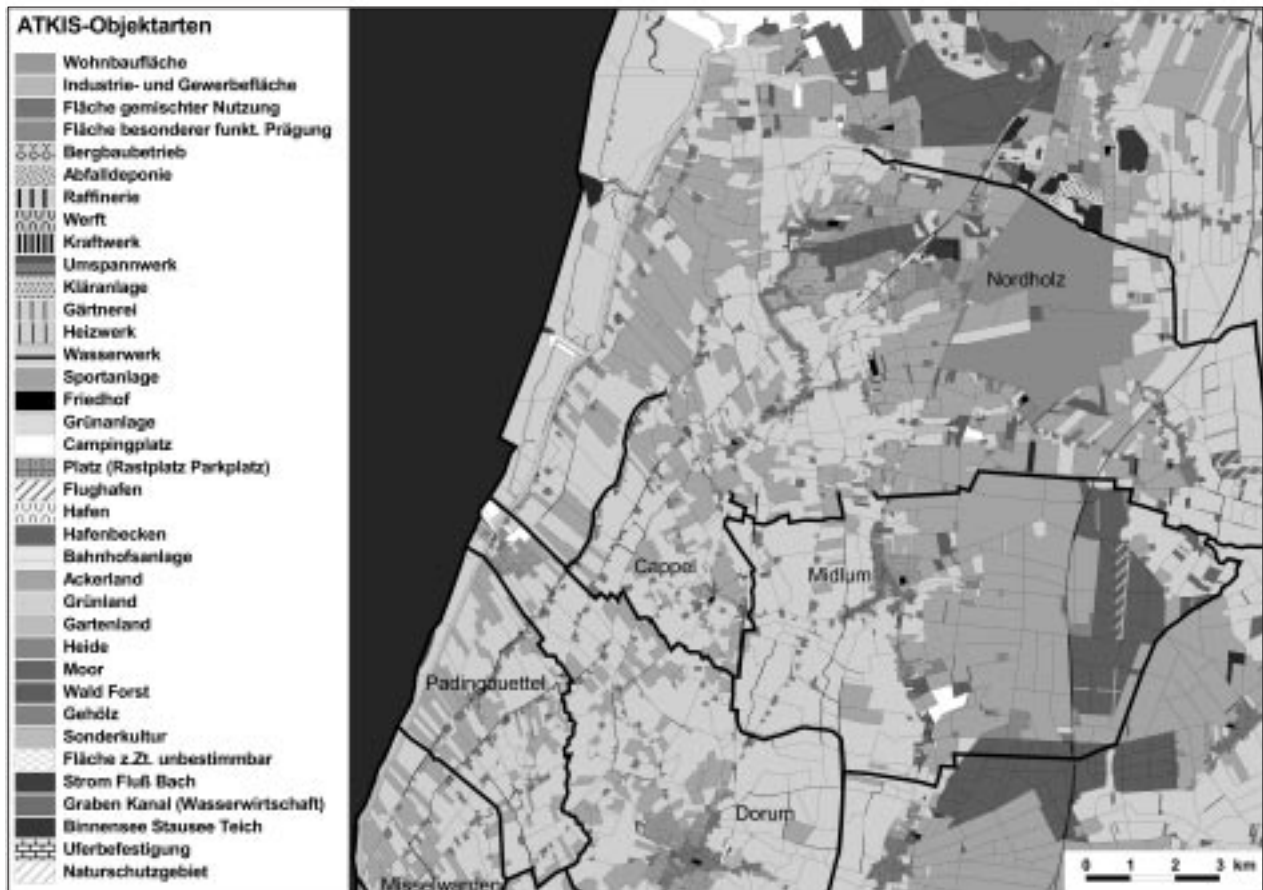 ATKIS-Objektarten
Wohnbaufläche
Industrie- und Gewerbefläche
Fläche gemischter Nutzung
Fläche besonderer funkt. Prägung
Bergbaubetrieb
Abfalldeponie
Raffinerie
Werft
Kraftwerk
Umspannwerk
Kläranlage
Gärtnerei
Heizwerk
Wasserwerk
Sportanlage
Friedhof
Grünanlage
Campingplatz
Platz (Rastplatz Parkplatz)
Flughafen
Hafen
Hafenbecken
Bahnhofsanlage
Ackerland
Grünland
Gartenland
Heide
Moor
Wald Forst
Gehölz
Sonderkultur
Fläche z.Zt. unbestimmbar
Strom Fluß Bach
Graben Kanal (Wasserwirtschaft)
Binnensee Stausee Teich
Uferbefestigung
Naturschutzgebiet
Nordholz
Cappel
Midlum
Padingbüttel
Dorum
Misselwarden
0 1 2 3 km